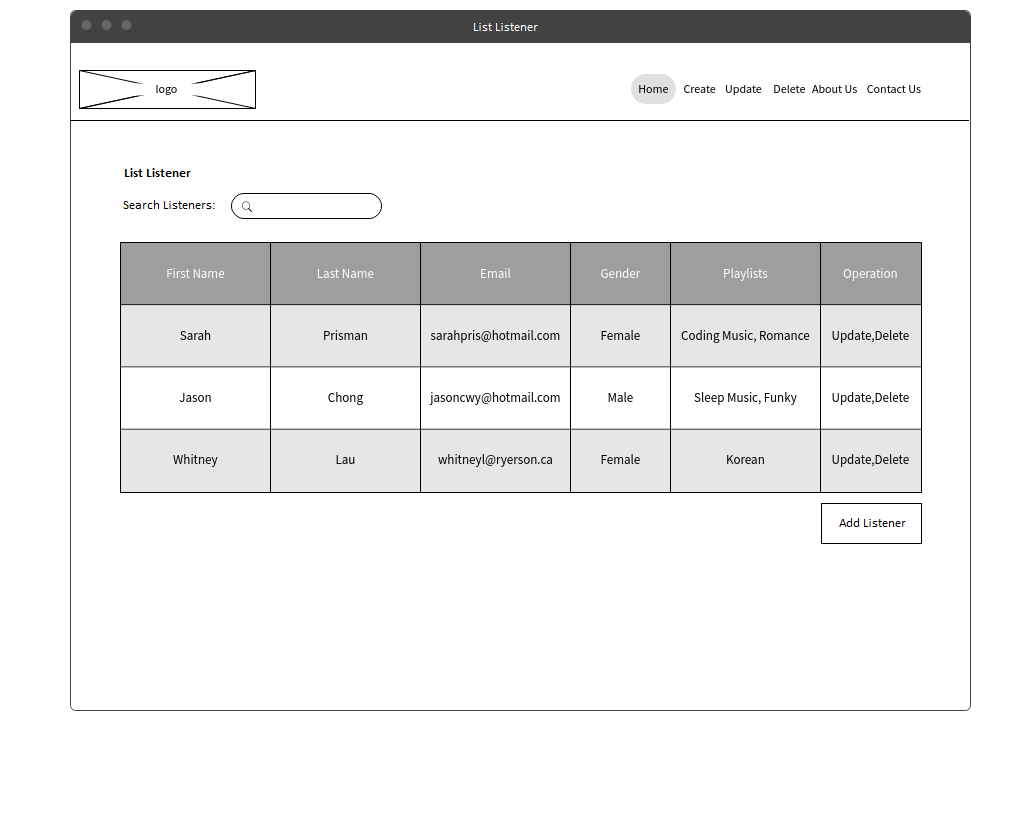 List Listener
logo
Home Create Update Delete About Us Contact Us
List Listener
Search Listeners:
First Name Last Name Email Gender Playlists Operation
Sarah Prisman sarahpris@hotmail.com Female Coding Music, Romance Update,Delete
Jason Chong jasoncwy@hotmail.com Male Sleep Music, Funky Update,Delete
Whitney Lau whitneyl@ryerson.ca Female Korean Update,Delete
Add Listener